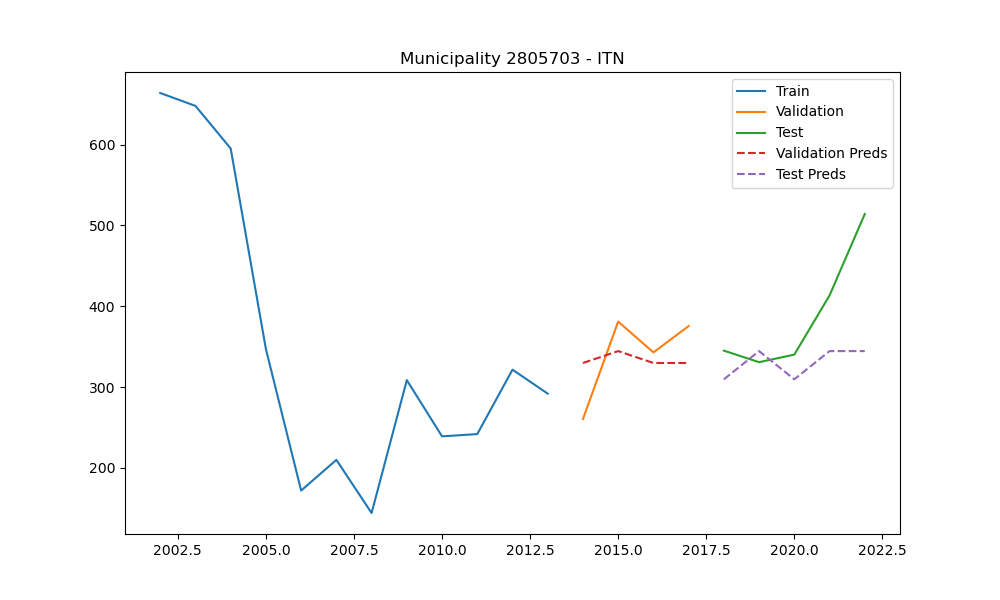 Municipality 2805703 - ITN
Train
Validation
Test
Validation Preds
Test Preds
600
500
400
300
200
2002.5 2005.0 2007.5 2010.0 2012.5 2015.0 2017.5 2020.0 2022.5